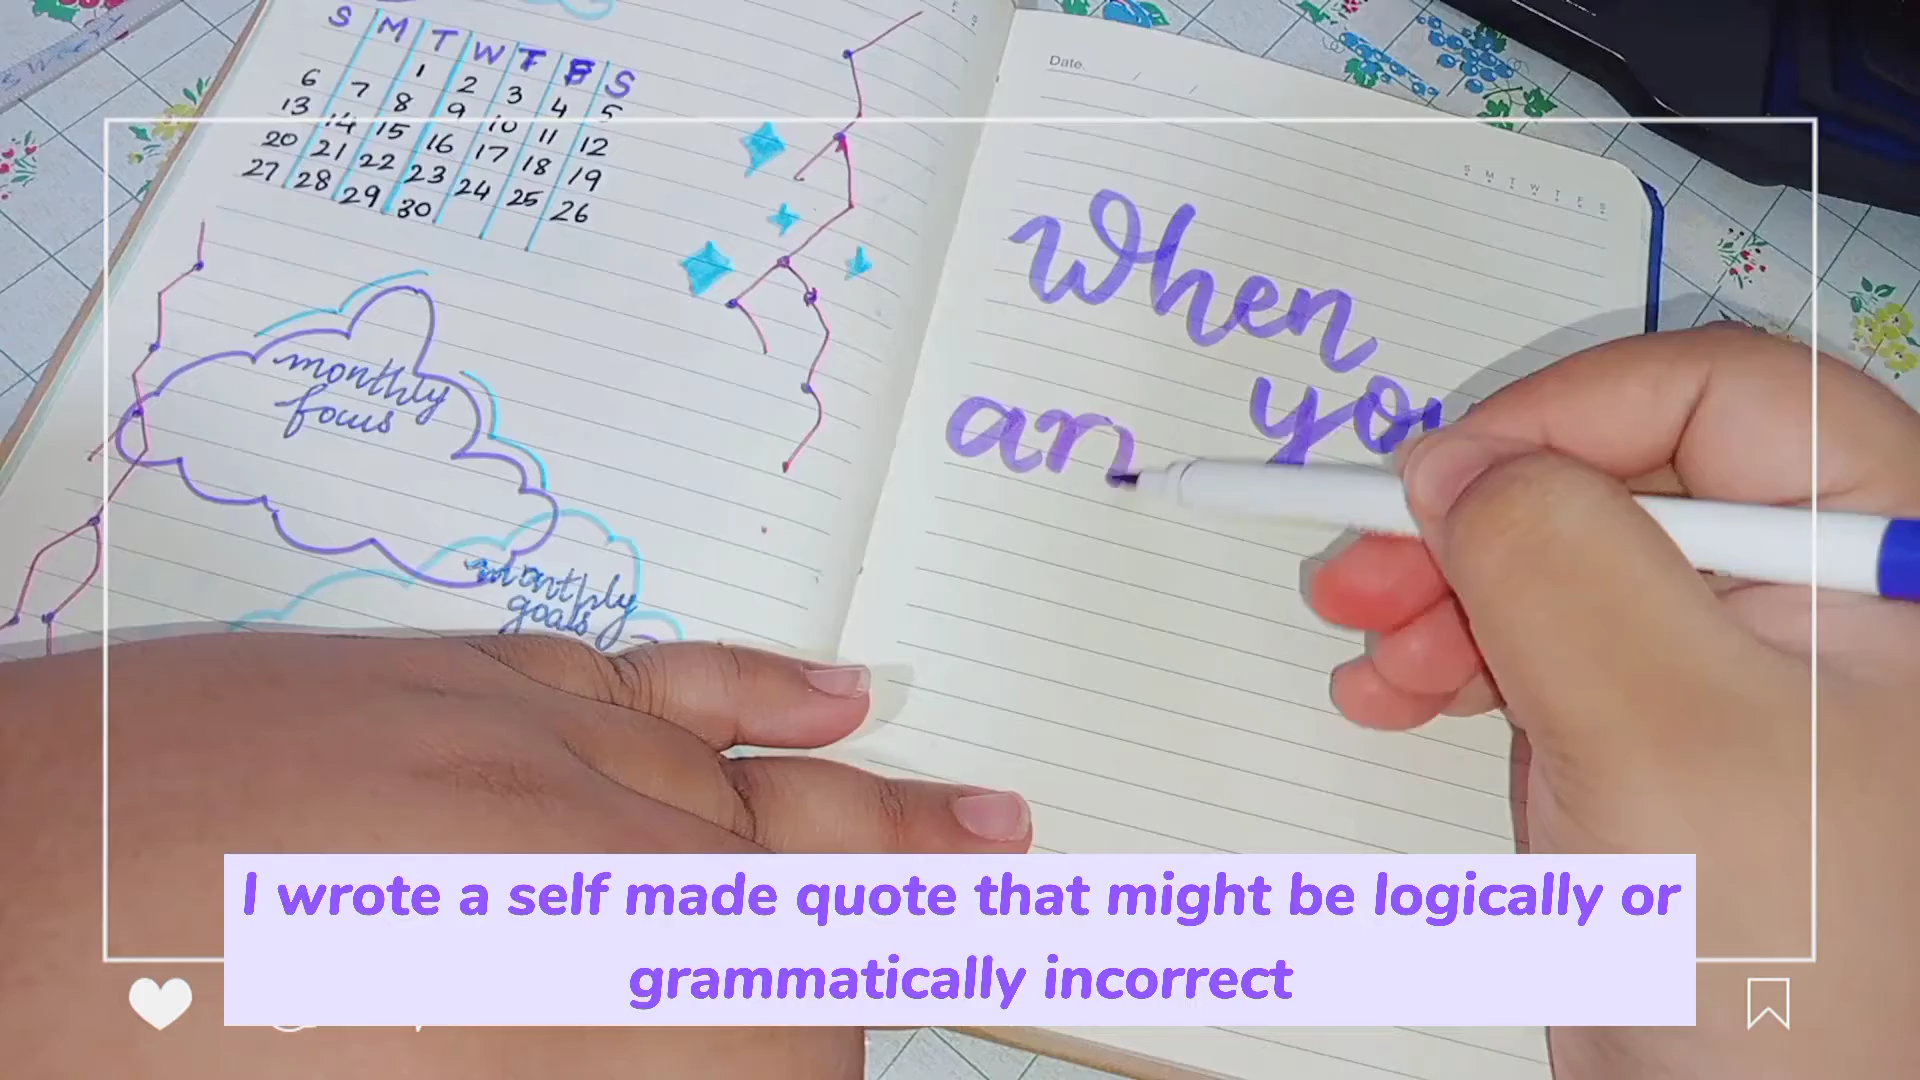 S M T W T F S
1 2 3 4 5
6 7 8 9 10 11 12
13 14 15 16 17 18 19
20 21 22 23 24 25 26
27 28 29 30
monthly
focus
monthly
goals
Date.
S M T W T F S
When
you
an
I wrote a self made quote that might be logically or
grammatically incorrect